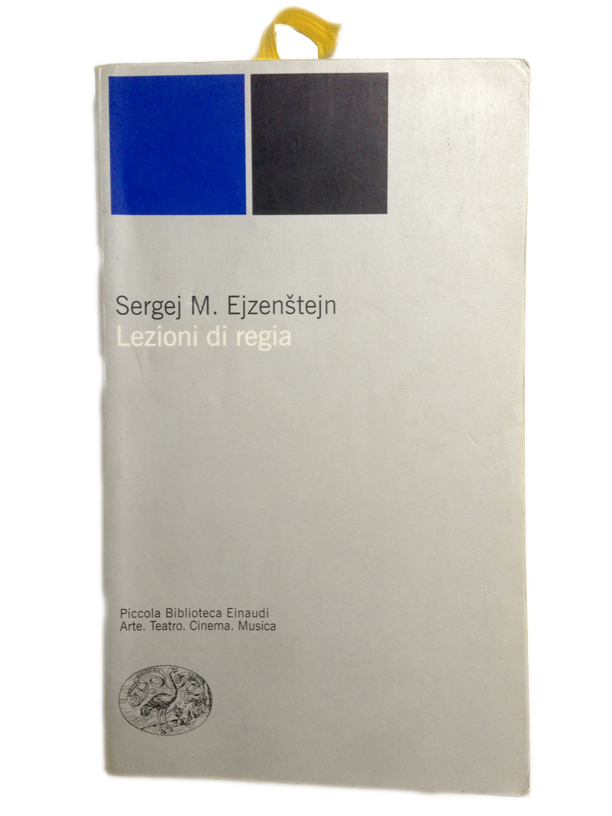 Sergej M. Ejzenštejn
Lezioni di regia
Piccola Biblioteca Einaudi
Arte. Teatro. Cinema. Musica